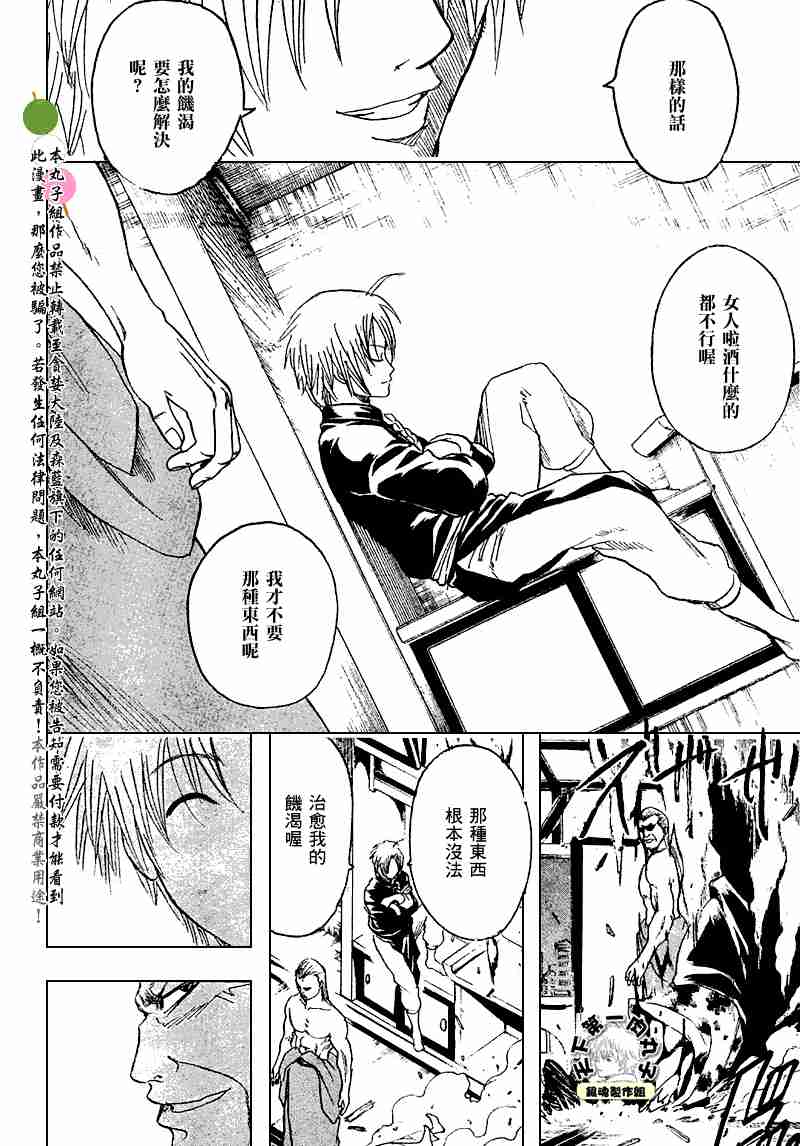 那樣的話
我的饑渴
要怎麼解決
呢？
女人啦酒什麼的
都不行喔
我才不要
那種東西呢
那種東西
根本沒法
治愈我的
饑渴喔
本丸子組作品禁止轉載至貪婪大陸及森藍旗下的任何網站。如果您被告知需要付款才能看到
此漫畫，那麼您被騙了。若發生任何法律問題，本丸子組一概不負責！本作品嚴禁商業用途！
天下第一
銀魂製作組